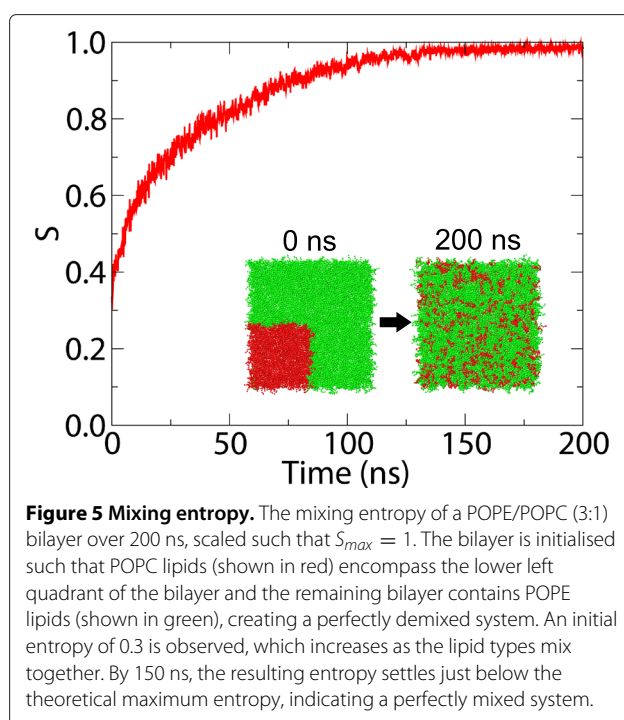 1.0
0.8
0.6
0.4
0.2
0.0
S
0 ns
200 ns
0
50
100
150
200
Time (ns)
Figure 5 Mixing entropy. The mixing entropy of a POPE/POPC (3:1)
bilayer over 200 ns, scaled such that Smax = 1. The bilayer is initialised
such that POPC lipids (shown in red) encompass the lower left
quadrant of the bilayer and the remaining bilayer contains POPE
lipids (shown in green), creating a perfectly demixed system. An initial
entropy of 0.3 is observed, which increases as the lipid types mix
together. By 150 ns, the resulting entropy settles just below the
theoretical maximum entropy, indicating a perfectly mixed system.